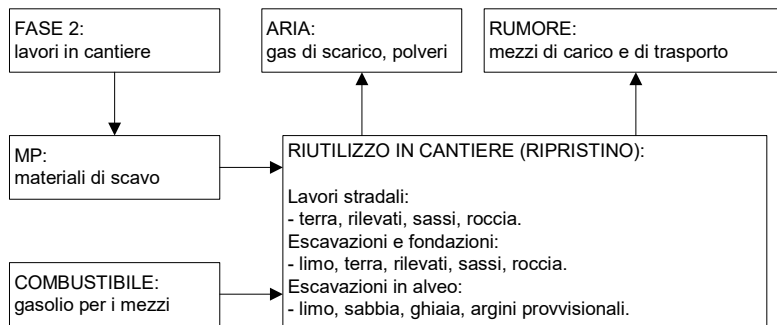 FASE 2:
lavori in cantiere
ARIA:
gas di scarico, polveri
RUMORE:
mezzi di carico e di trasporto
MP:
materiali di scavo
RIUTILIZZO IN CANTIERE (RIPRISTINO):
Lavori stradali:
- terra, rilevati, sassi, roccia.
Escavazioni e fondazioni:
- limo, terra, rilevati, sassi, roccia.
Escavazioni in alveo:
- limo, sabbia, ghiaia, argini provvisionali.
COMBUSTIBILE:
gasolio per i mezzi